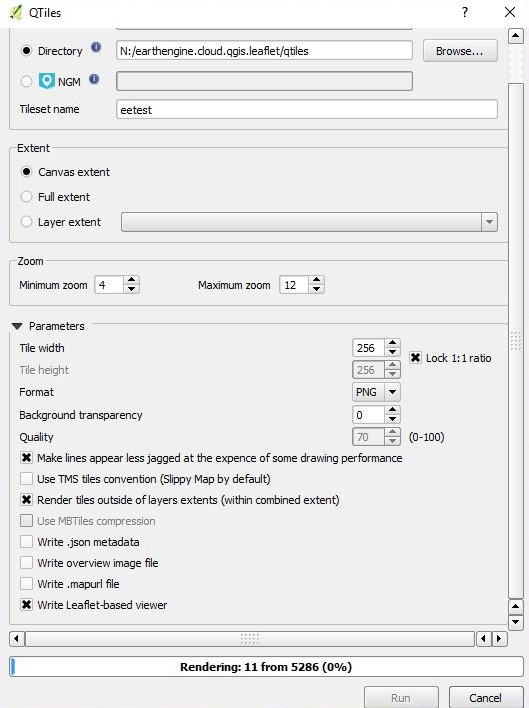 QTiles ? ×
Directory N:/earthengine.cloud.qgis.leaflet/qtiles Browse...
NGM
Tileset name eetest
Extent
Canvas extent
Full extent
Layer extent
Zoom
Minimum zoom 4 Maximum zoom 12
Parameters
Tile width 256
Lock 1:1 ratio
Tile height 256
Format PNG
Background transparency 0
Quality 70 (0-100)
Make lines appear less jagged at the expence of some drawing performance
Use TMS tiles convention (Slippy Map by default)
Render tiles outside of layers extents (within combined extent)
Use MBTiles compression
Write .json metadata
Write overview image file
Write .mapurl file
Write Leaflet-based viewer
Rendering: 11 from 5286 (0%)
Run Cancel